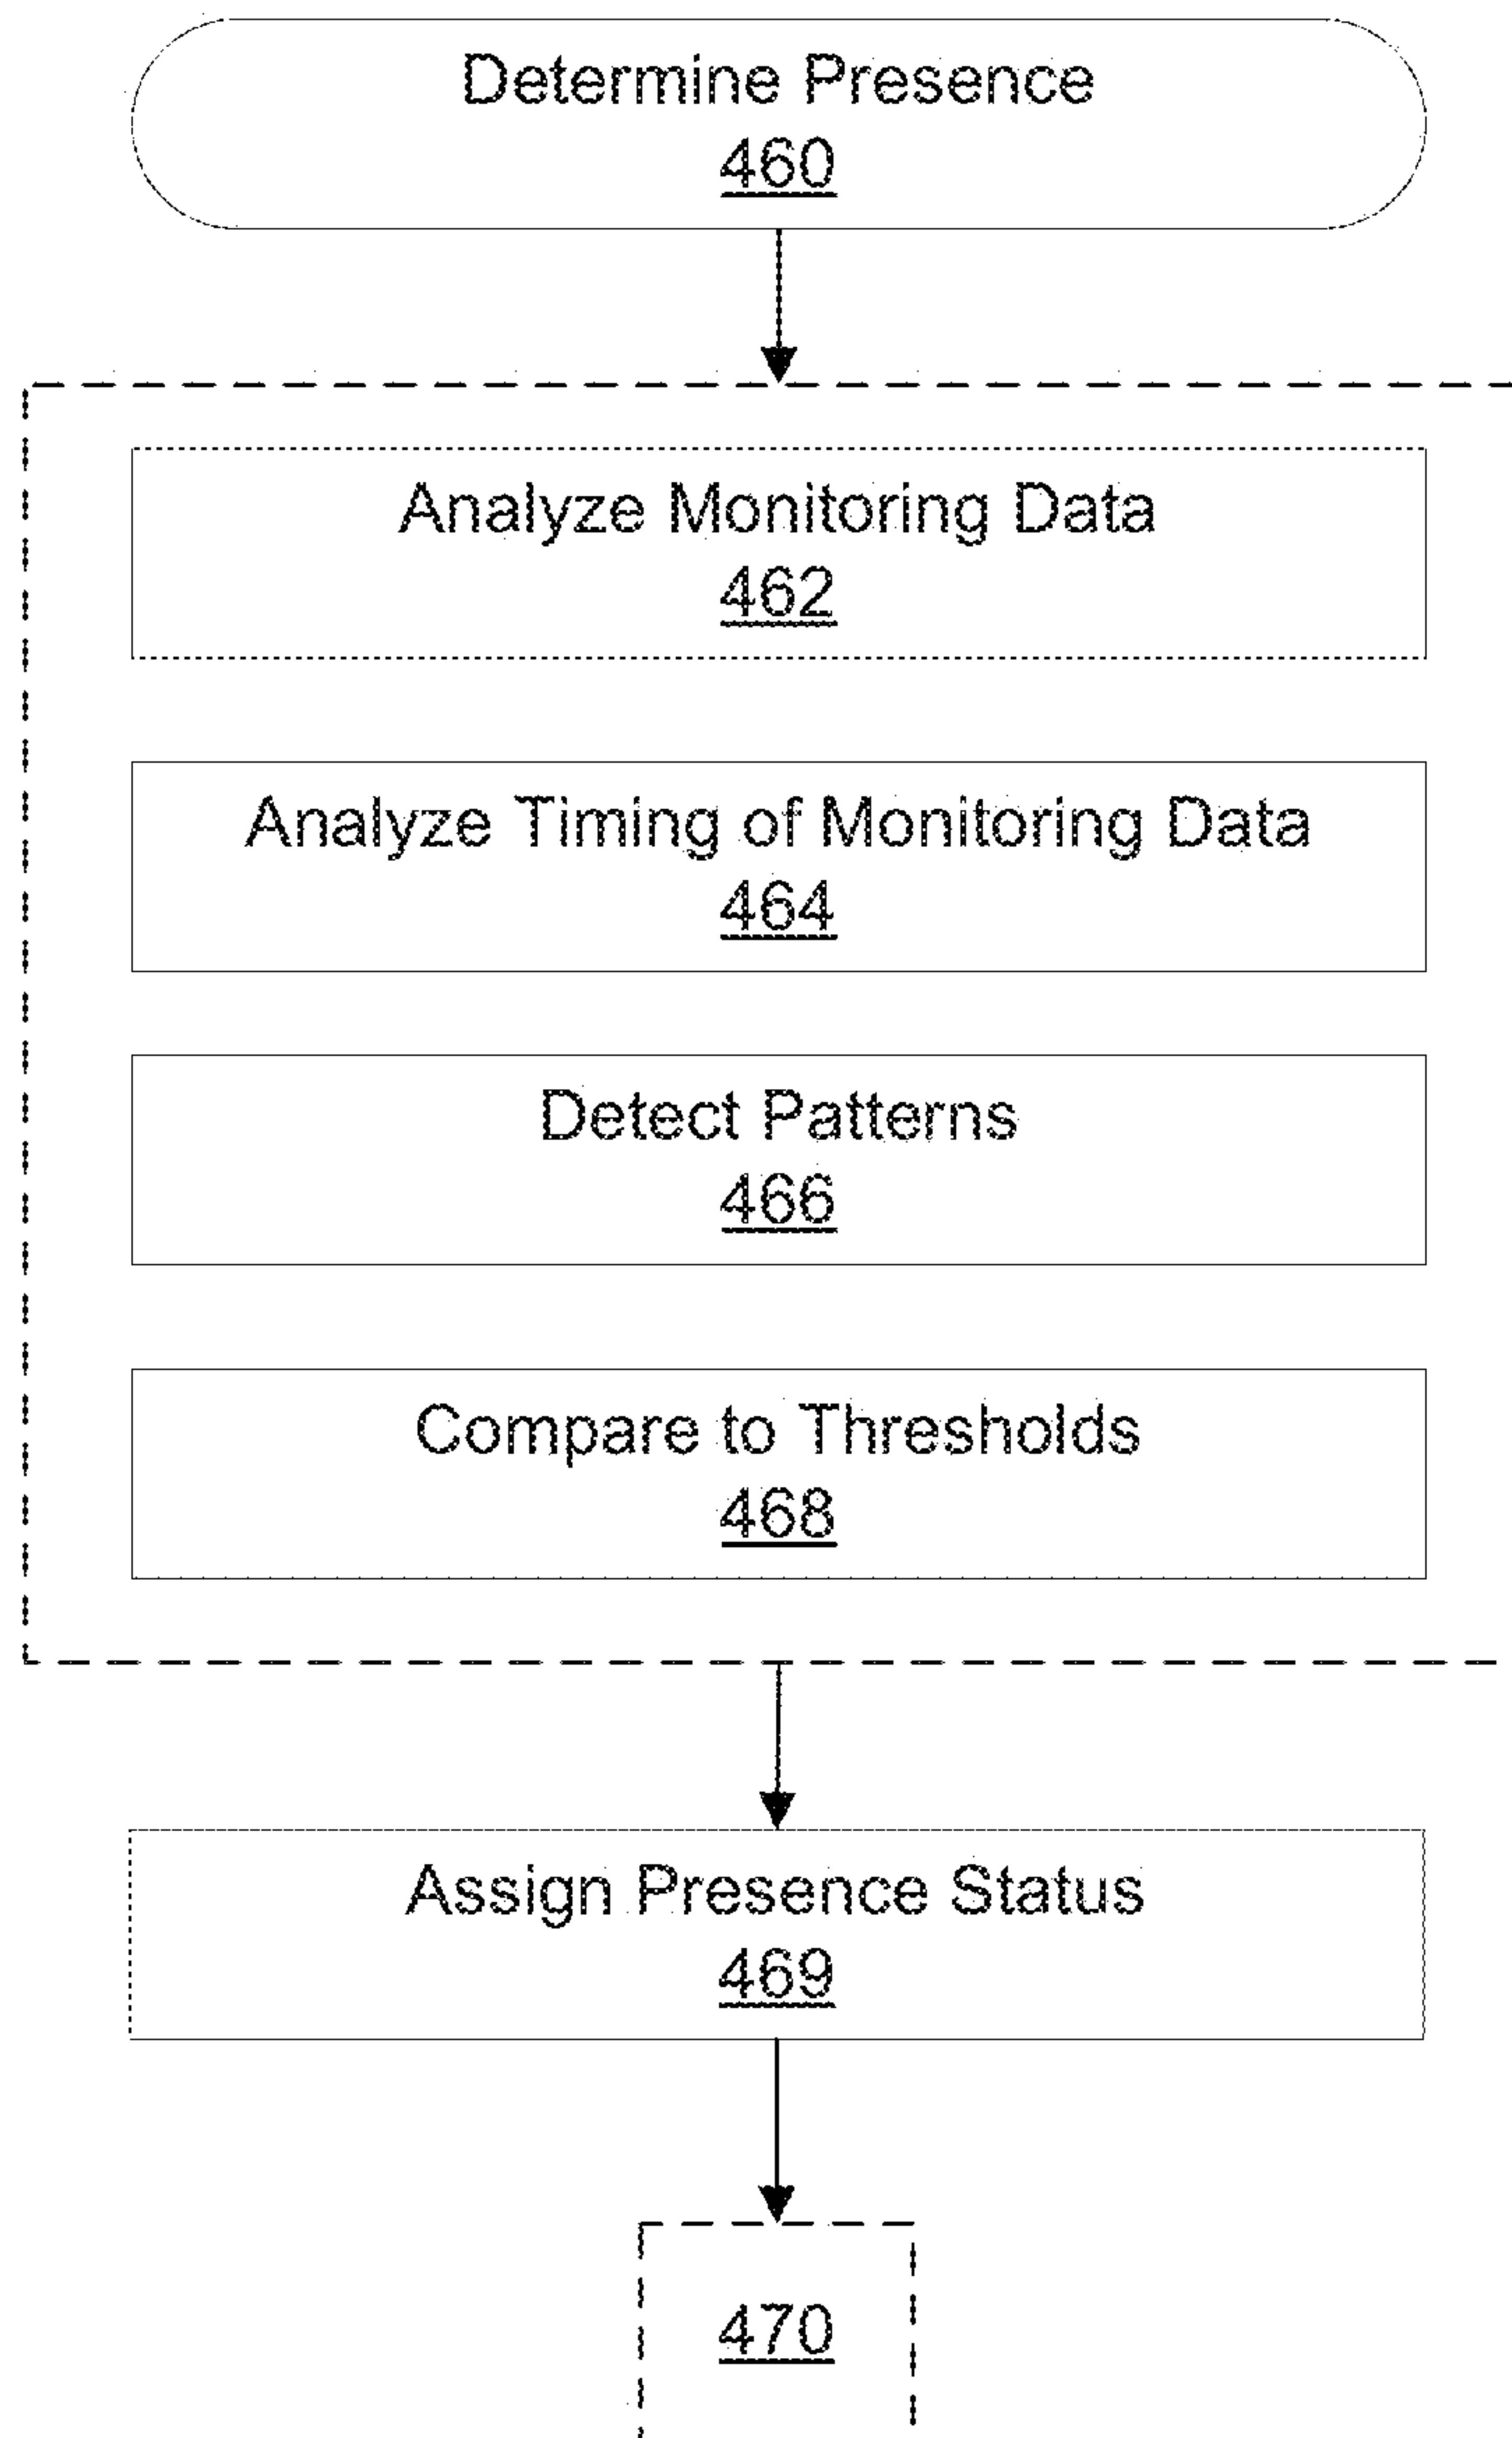 Determine Presence
460
Analyze Monitoring Data
462
Analyze Timing of Monitoring Data
464
Detect Patterns
466
Compare to Thresholds
468
Assign Presence Status
469
470